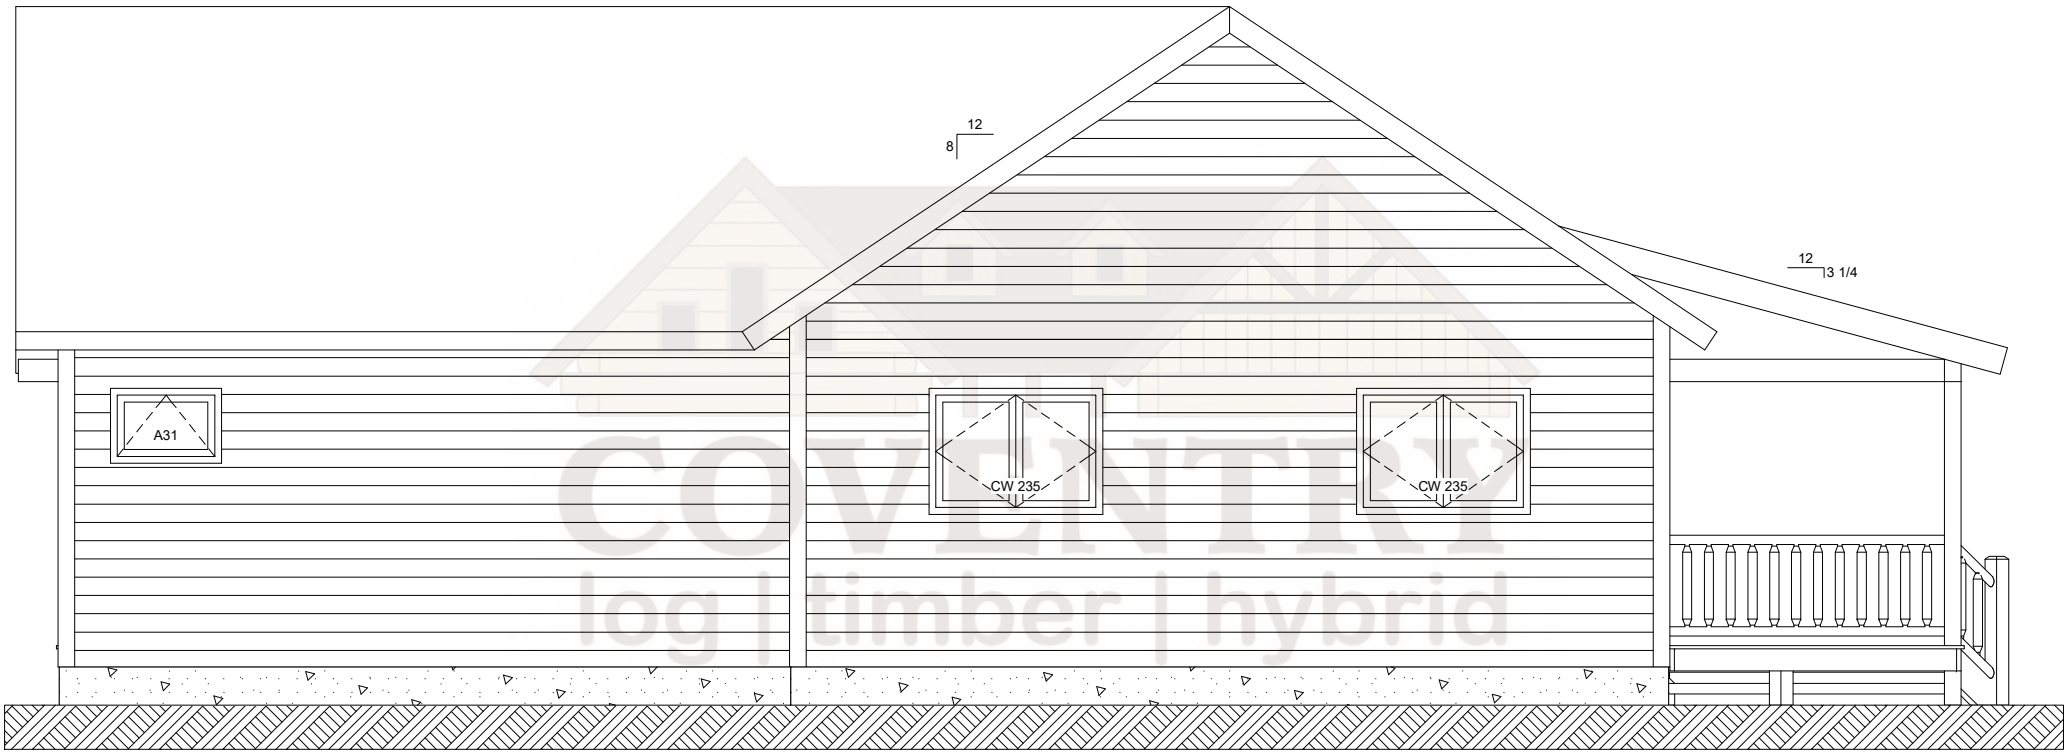 12
8
12
3 1/4
A31
CW 235
CW 235
COVENTRY
log | timber | hybrid